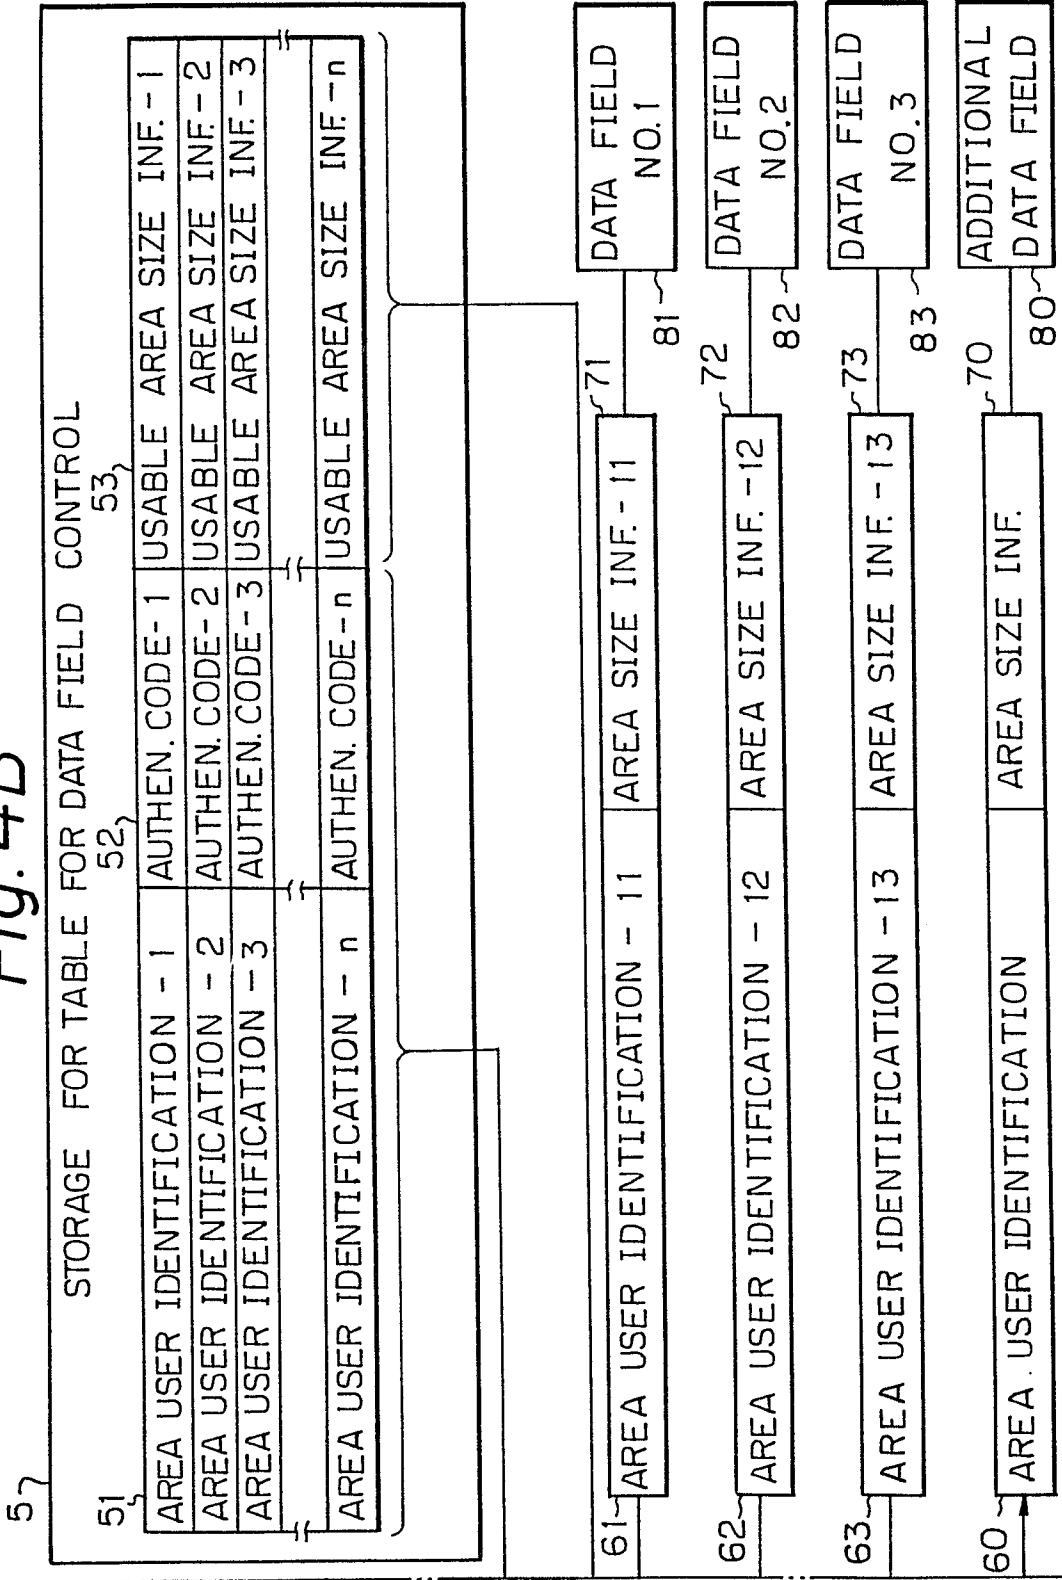 Fig. 4B
5
STORAGE FOR TABLE FOR DATA FIELD CONTROL
51
52
53
AREA USER IDENTIFICATION - 1 AUTHEN. CODE - 1 USABLE AREA SIZE INF. - 1
AREA USER IDENTIFICATION - 2 AUTHEN. CODE - 2 USABLE AREA SIZE INF. - 2
AREA USER IDENTIFICATION - 3 AUTHEN. CODE - 3 USABLE AREA SIZE INF. - 3
AREA USER IDENTIFICATION - n AUTHEN. CODE - n USABLE AREA SIZE INF. - n
61
AREA USER IDENTIFICATION - 11 AREA SIZE INF. - 11
71
DATA FIELD
NO.1
81
62
AREA USER IDENTIFICATION - 12 AREA SIZE INF. - 12
72
DATA FIELD
NO.2
82
63
AREA USER IDENTIFICATION - 13 AREA SIZE INF. - 13
73
DATA FIELD
NO.3
83
60
AREA USER IDENTIFICATION AREA SIZE INF.
70
ADDITIONAL
DATA FIELD
80